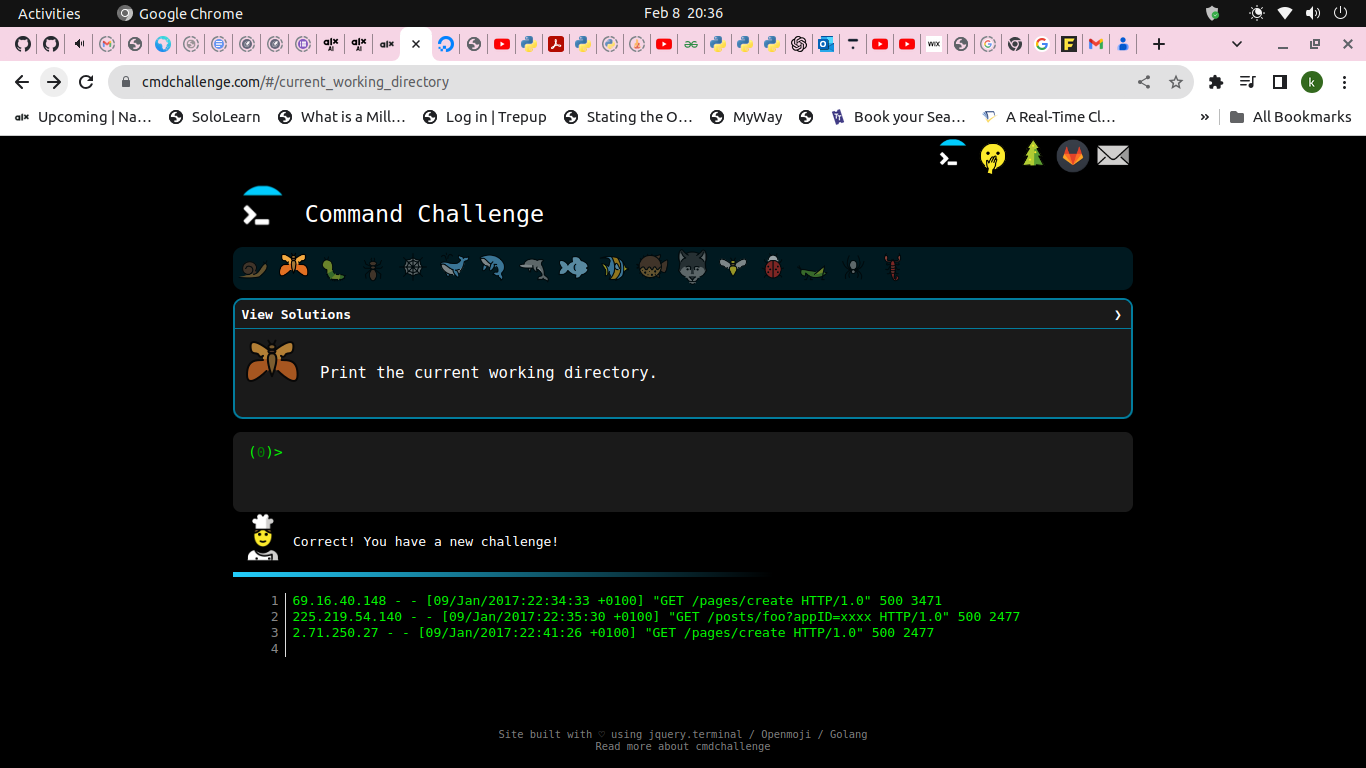 Activities Google Chrome Feb 8 20:36
cmdchallenge.com/#/current_working_directory k
Upcoming | Na… SoloLearn What is a Mill… Log in | Trepup Stating the O… MyWay Book your Sea… A Real-Time Cl… » All Bookmarks
Command Challenge
View Solutions ❯
Print the current working directory.
(0)>
Correct! You have a new challenge!
1 69.16.40.148 - - [09/Jan/2017:22:34:33 +0100] "GET /pages/create HTTP/1.0" 500 3471
2 225.219.54.140 - - [09/Jan/2017:22:35:30 +0100] "GET /posts/foo?appID=xxxx HTTP/1.0" 500 2477
3 2.71.250.27 - - [09/Jan/2017:22:41:26 +0100] "GET /pages/create HTTP/1.0" 500 2477
4
Site built with ♡ using jquery.terminal / Openmoji / Golang
Read more about cmdchallenge